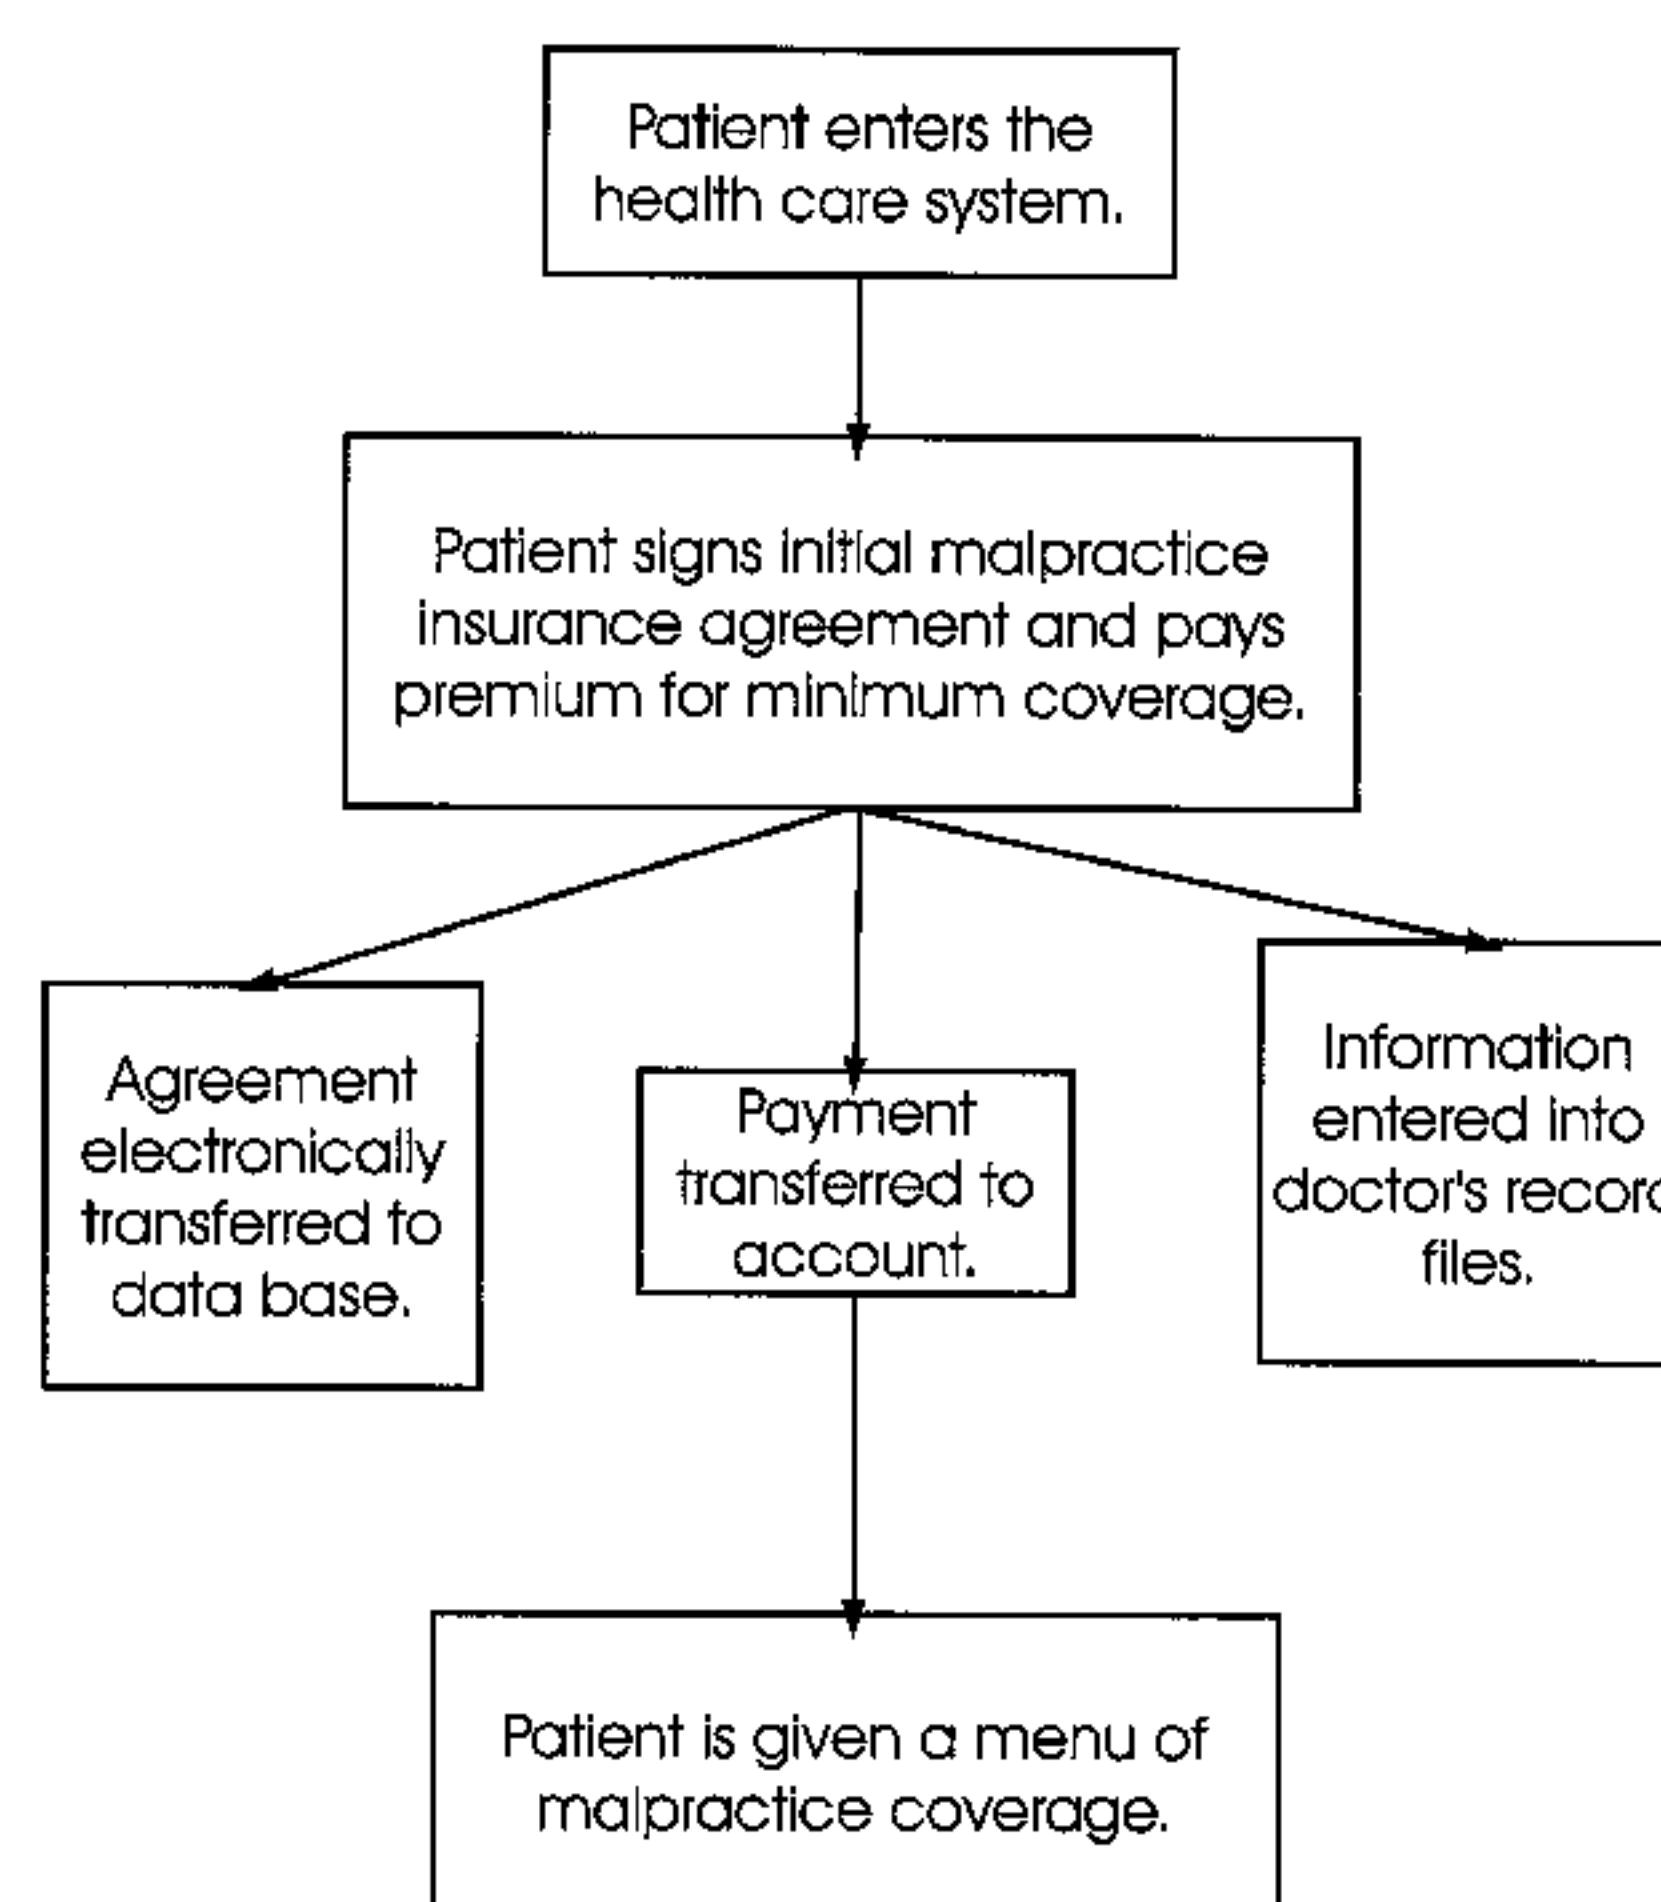 Patient enters the
health care system.
Patient signs initial malpractice
insurance agreement and pays
premium for minimum coverage.
Agreement
electronically
transferred to
data base.
Payment
transferred to
account.
Information
entered into
doctor's record
files.
Patient is given a menu of
malpractice coverage.